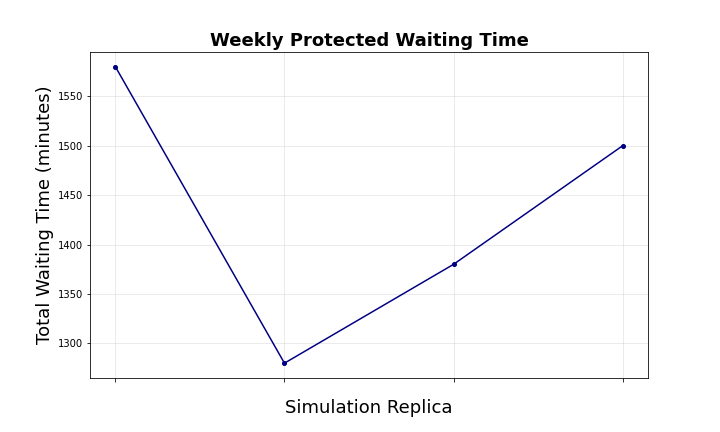 Weekly Protected Waiting Time
Total Waiting Time (minutes)
1550
1500
1450
1400
1350
1300
Simulation Replica